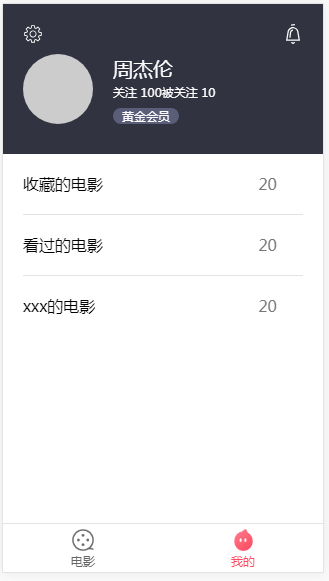 周杰伦
关注 100被关注 10
黄金会员
收藏的电影 20
看过的电影 20
xxx的电影 20
电影 我的